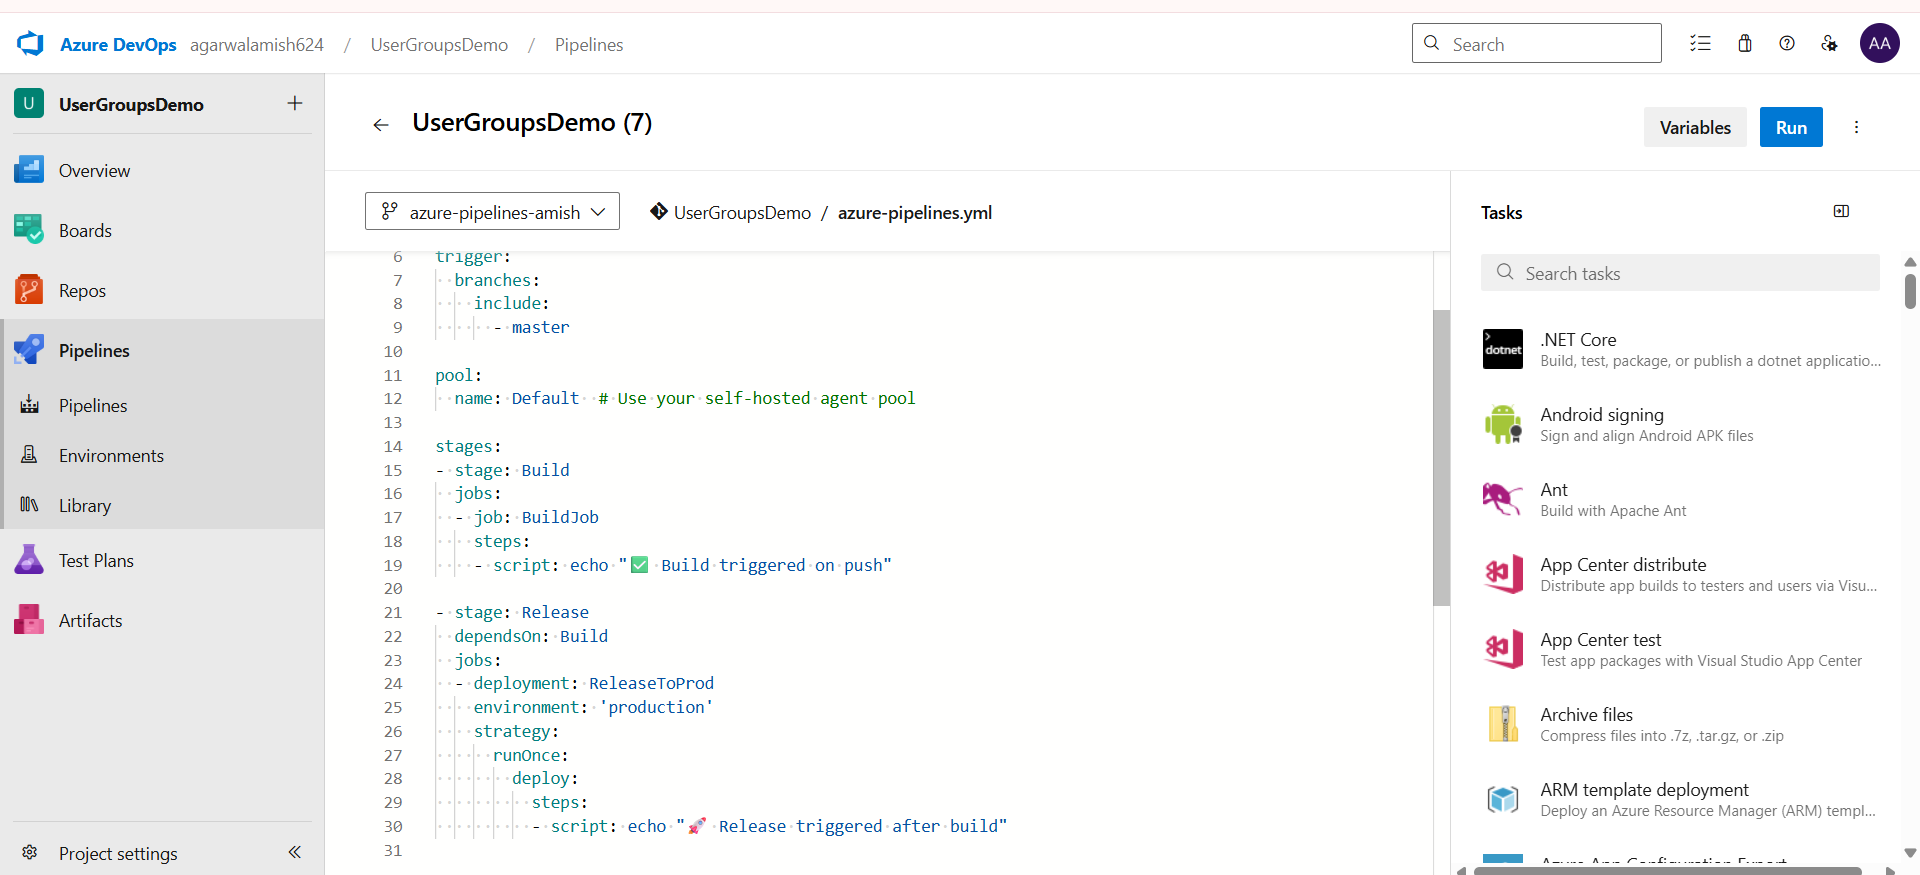 Azure DevOps agarwalamish624 / UserGroupsDemo / Pipelines
Search
AA
U UserGroupsDemo
Overview
Boards
Repos
Pipelines
Pipelines
Environments
Library
Test Plans
Artifacts
Project settings
UserGroupsDemo (7)
Variables
Run
azure-pipelines-amish
UserGroupsDemo / azure-pipelines.yml
6 trigger:
7 branches:
8 include:
9 - master
10
11 pool:
12 name: Default # Use your self-hosted agent pool
13
14 stages:
15 - stage: Build
16 jobs:
17 - job: BuildJob
18 steps:
19 - script: echo "✅ Build triggered on push"
20
21 - stage: Release
22 dependsOn: Build
23 jobs:
24 - deployment: ReleaseToProd
25 environment: 'production'
26 strategy:
27 runOnce:
28 deploy:
29 steps:
30 - script: echo "🚀 Release triggered after build"
31
Tasks
Search tasks
dotnet
.NET Core
Build, test, package, or publish a dotnet applicatio...
Android signing
Sign and align Android APK files
Ant
Build with Apache Ant
App Center distribute
Distribute app builds to testers and users via Visu...
App Center test
Test app packages with Visual Studio App Center
Archive files
Compress files into .7z, .tar.gz, or .zip
ARM template deployment
Deploy an Azure Resource Manager (ARM) templ...
Azure App Configuration Export